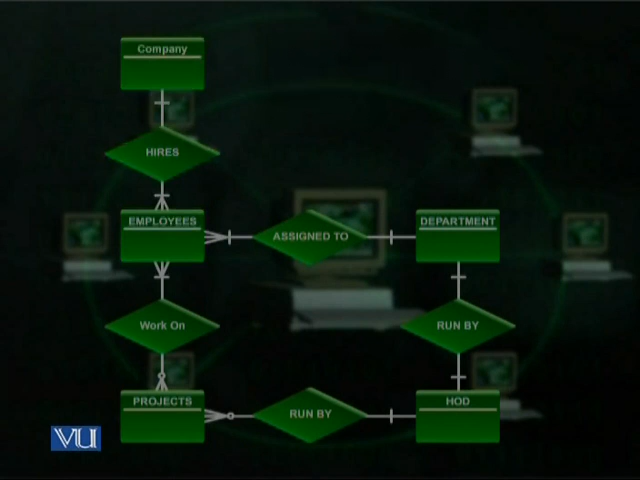 Company
HIRES
EMPLOYEES
ASSIGNED TO
DEPARTMENT
Work On
RUN BY
PROJECTS
RUN BY
HOD
VU